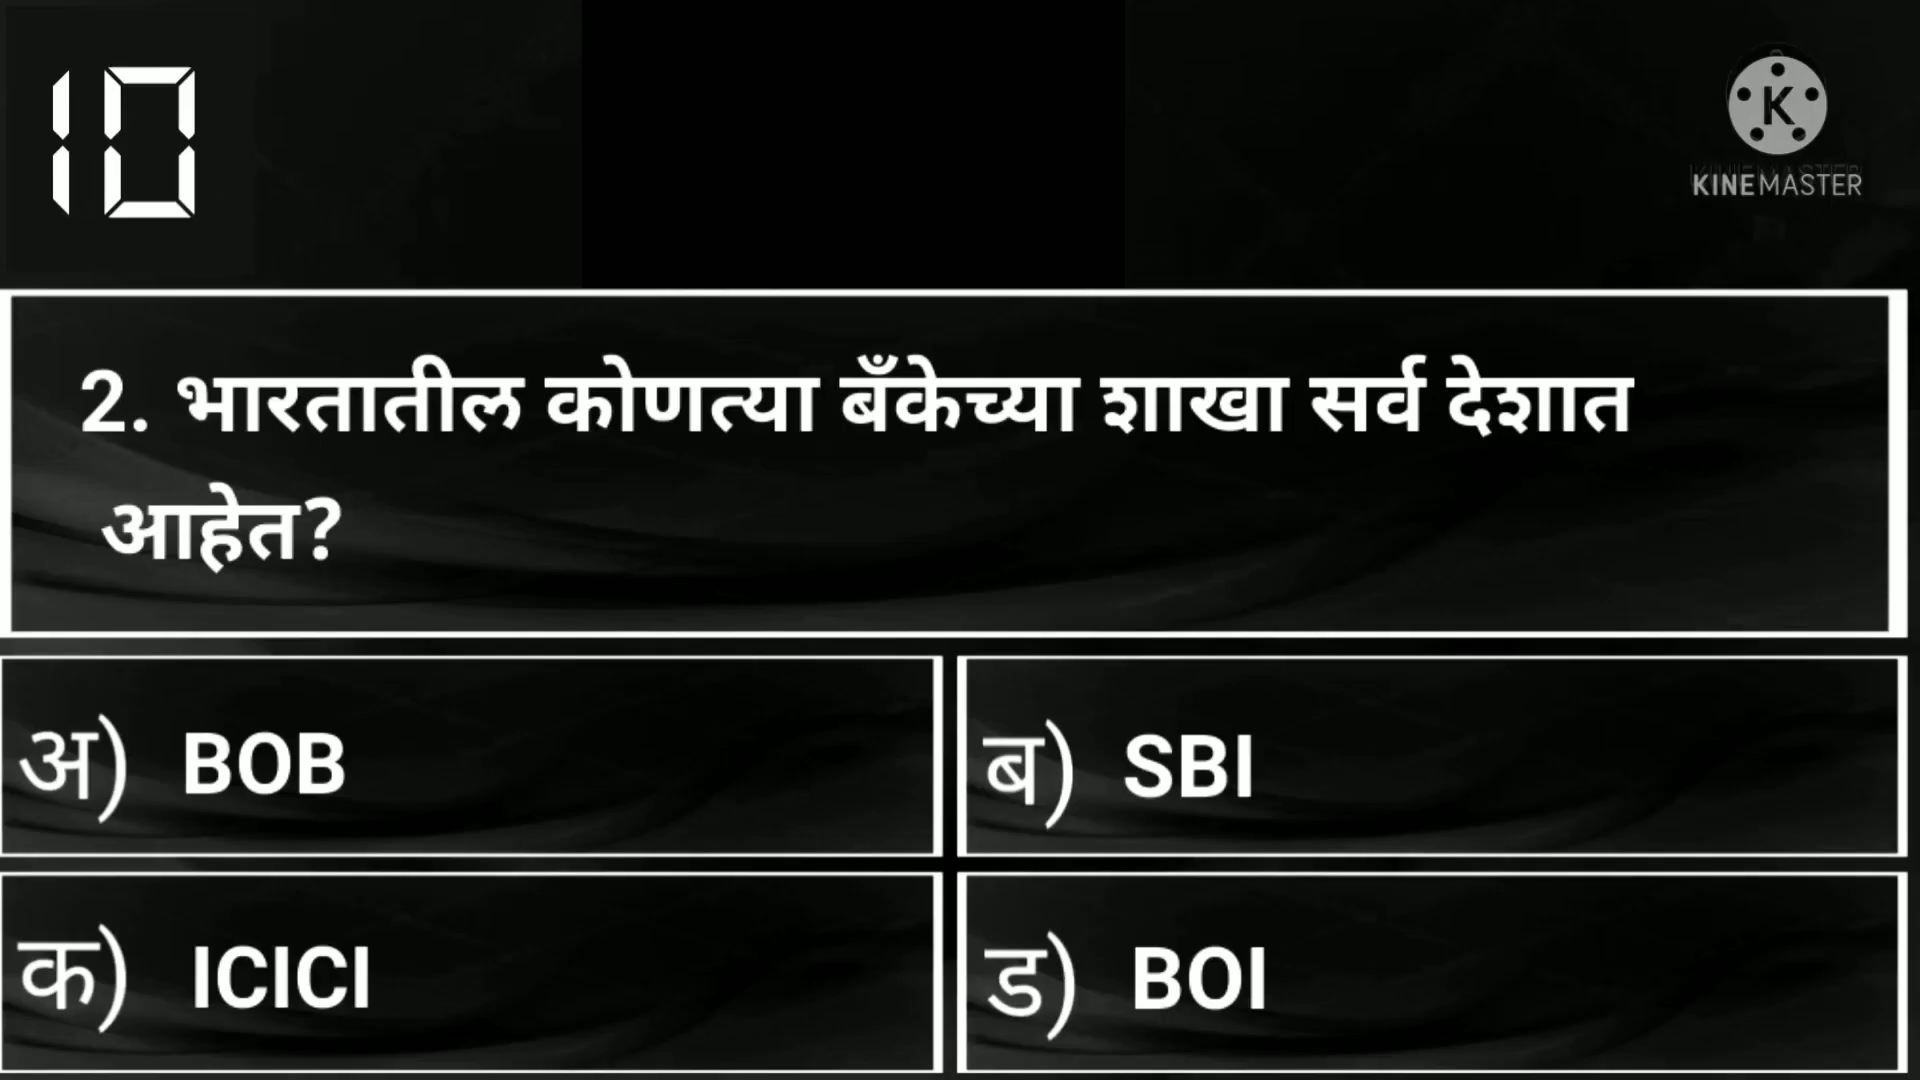 10
KINEMASTER
2. भारतातील कोणत्या बँकेच्या शाखा सर्व देशात
आहेत?
अ) BOB
ब) SBI
क) ICICI
ड) BOI